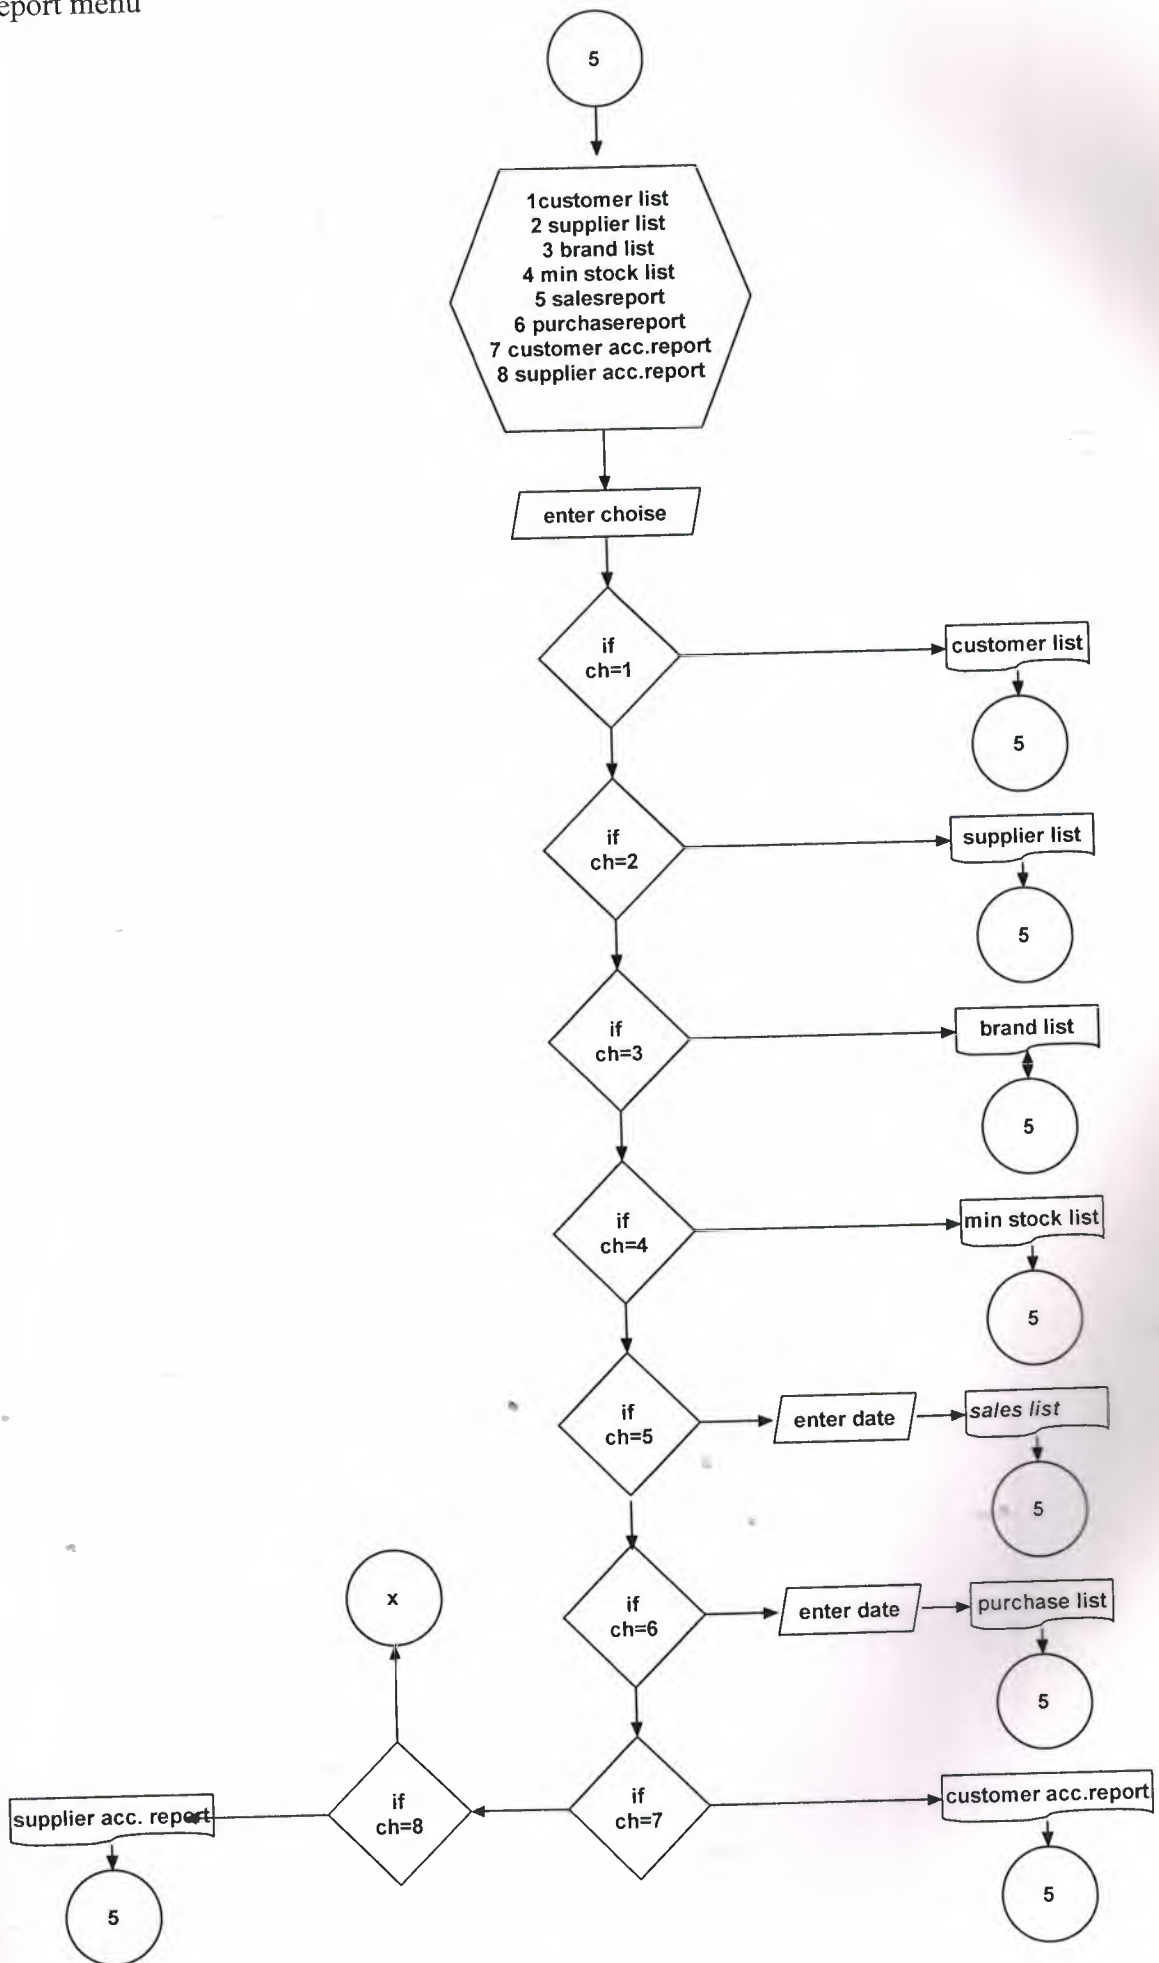 menu
5
1customer list
2 supplier list
3 brand list
4 min stock list
5 salesreport
6 purchasereport
7 customer acc.report
8 supplier acc.report
enter choise
if
ch=1
customer list
5
if
ch=2
supplier list
5
if
ch=3
brand list
5
if
ch=4
min stock list
5
if
ch=5
enter date
sales list
5
x
if
ch=6
enter date
purchase list
5
supplier acc. report
5
if
ch=8
if
ch=7
customer acc.report
5